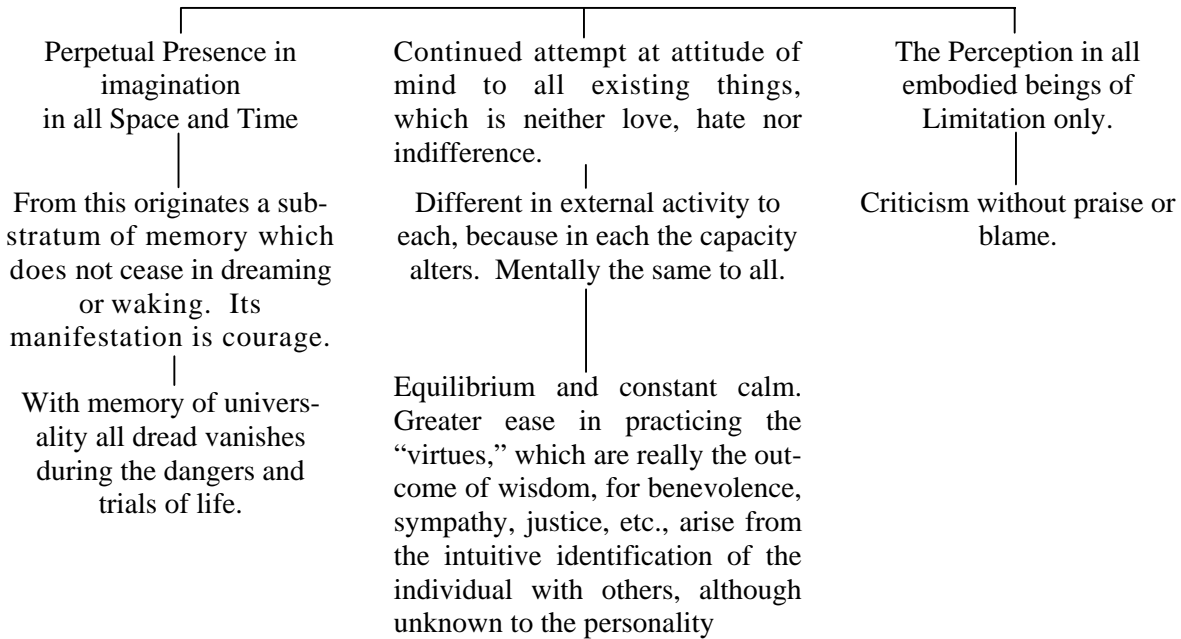 Perpetual Presence in
imagination
in all Space and Time
From this originates a sub-
stratum of memory which
does not cease in dreaming
or waking. Its
manifestation is courage.
With memory of univers-
ality all dread vanishes
during the dangers and
trials of life.
Continued attempt at attitude of
mind to all existing things,
which is neither love, hate nor
indifference.
Different in external activity to
each, because in each the capacity
alters. Mentally the same to all.
Equilibrium and constant calm.
Greater ease in practicing the
“virtues,” which are really the out-
come of wisdom, for benevolence,
sympathy, justice, etc., arise from
the intuitive identification of the
individual with others, although
unknown to the personality
The Perception in all
embodied beings of
Limitation only.
Criticism without praise or
blame.